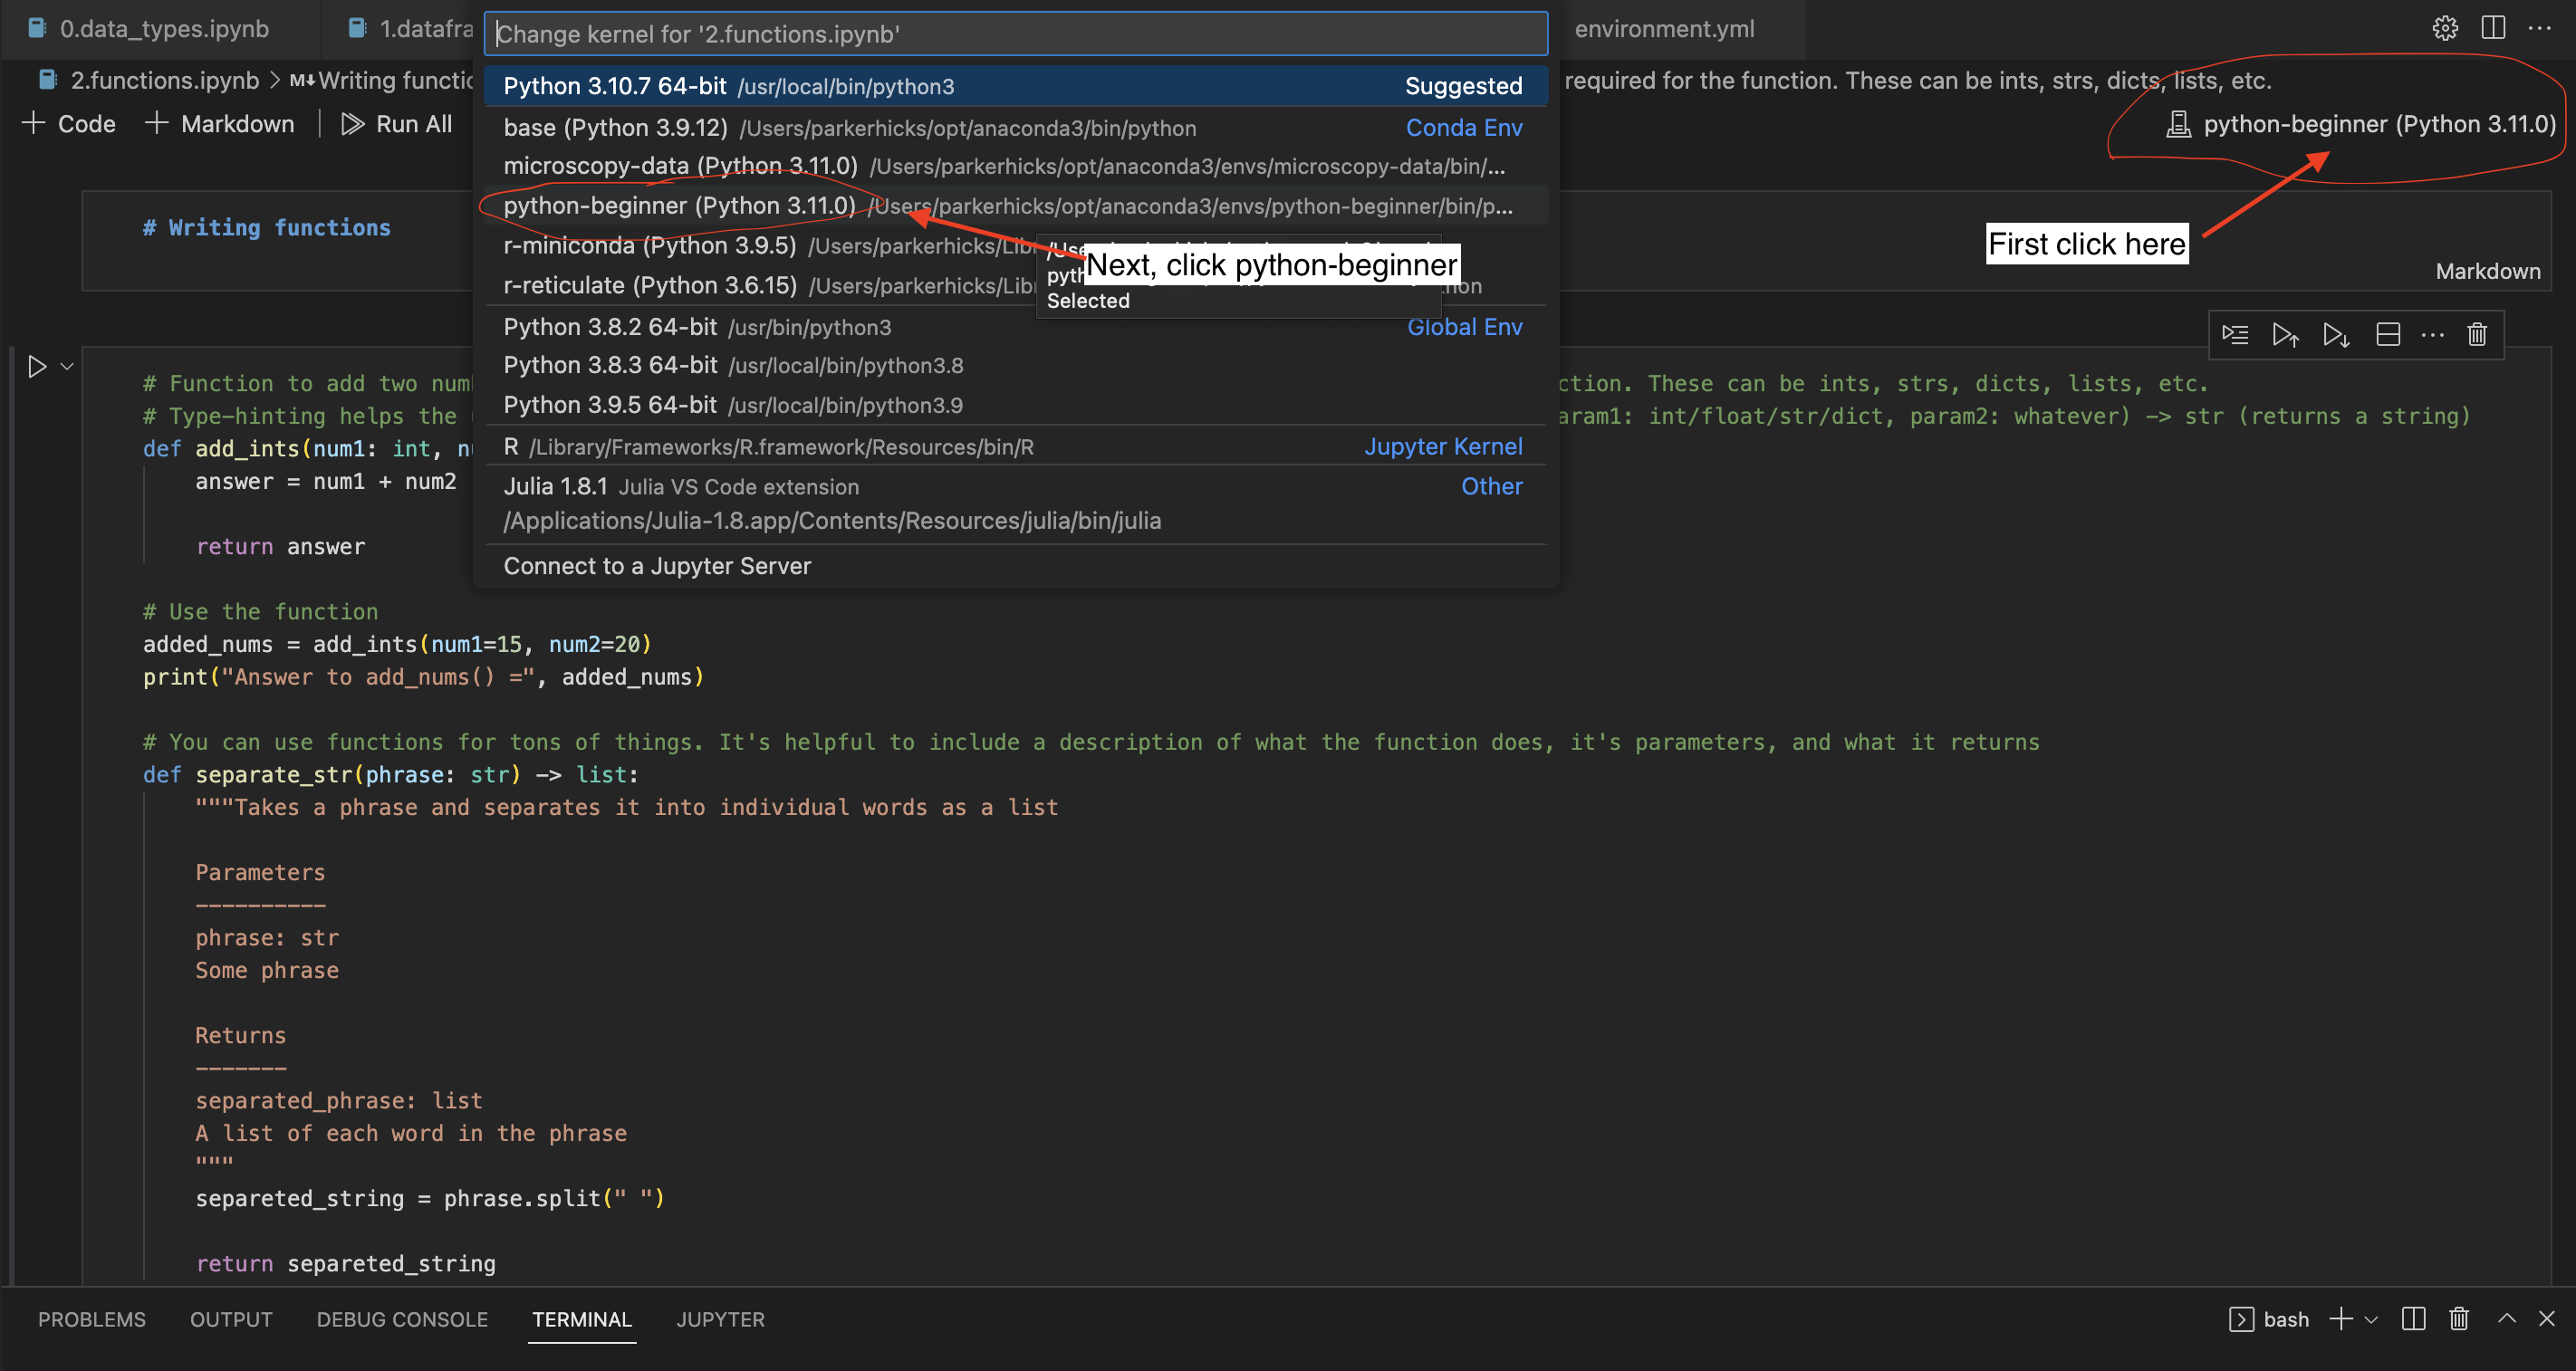 0.data_types.ipynb
1.datafra
Change kernel for '2.functions.ipynb'
environment.yml
2.functions.ipynb > M↓Writing functio
required for the function. These can be ints, strs, dicts, lists, etc.
+ Code + Markdown | Run All
python-beginner (Python 3.11.0)
Python 3.10.7 64-bit /usr/local/bin/python3 Suggested
base (Python 3.9.12) /Users/parkerhicks/opt/anaconda3/bin/python Conda Env
microscopy-data (Python 3.11.0) /Users/parkerhicks/opt/anaconda3/envs/microscopy-data/bin/...
python-beginner (Python 3.11.0) /Users/parkerhicks/opt/anaconda3/envs/python-beginner/bin/p...
r-miniconda (Python 3.9.5) /Users/parkerhicks/Libr
r-reticulate (Python 3.6.15) /Users/parkerhicks/Libr
/Use
pyth
Selected
Next, click python-beginner
First click here
Python 3.8.2 64-bit /usr/bin/python3 Global Env
Python 3.8.3 64-bit /usr/local/bin/python3.8
Python 3.9.5 64-bit /usr/local/bin/python3.9
R /Library/Frameworks/R.framework/Resources/bin/R Jupyter Kernel
Julia 1.8.1 Julia VS Code extension Other
/Applications/Julia-1.8.app/Contents/Resources/julia/bin/julia
Connect to a Jupyter Server
# Writing functions
Markdown
# Function to add two num
ction. These can be ints, strs, dicts, lists, etc.
# Type-hinting helps the
aram1: int/float/str/dict, param2: whatever) -> str (returns a string)
def add_ints(num1: int, nu
answer = num1 + num2
return answer
# Use the function
added_nums = add_ints(num1=15, num2=20)
print("Answer to add_nums() =", added_nums)
# You can use functions for tons of things. It's helpful to include a description of what the function does, it's parameters, and what it returns
def separate_str(phrase: str) -> list:
"""Takes a phrase and separates it into individual words as a list
Parameters
----------
phrase: str
Some phrase
Returns
-------
separated_phrase: list
A list of each word in the phrase
"""
separeted_string = phrase.split(" ")
return separeted_string
PROBLEMS OUTPUT DEBUG CONSOLE TERMINAL JUPYTER
bash